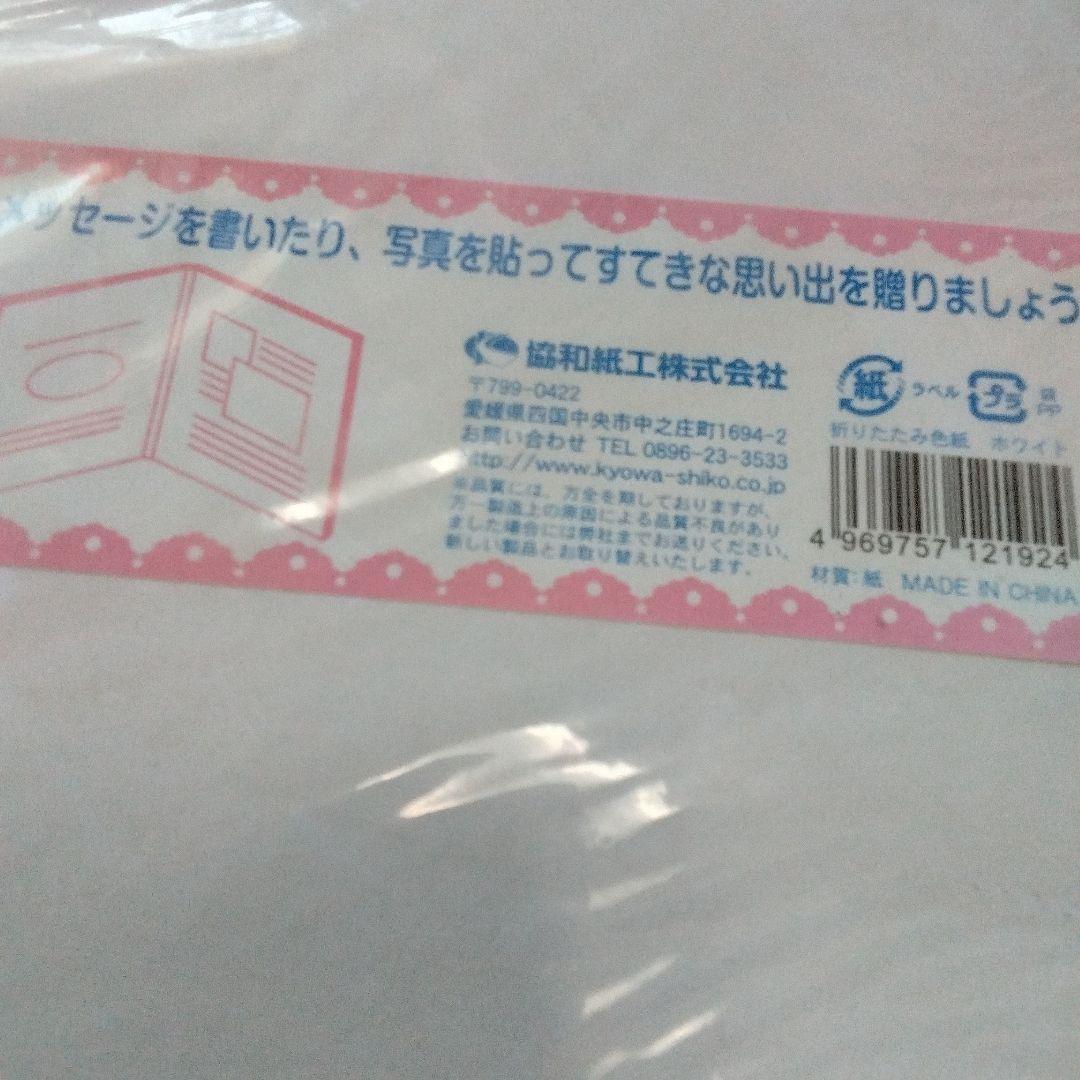 メッセージを書いたり、写真を貼ってすてきな思い出を贈りましょう
協和紙工株式会社
〒799-0422
愛媛県四国中央市中之庄町1694-2
お問い合わせ TEL 0896-23-3533
http://www.kyowa-shiko.co.jp
※品質には、万全を期しておりますが、
万一製造上の原因による品質不良があり
ました場合には弊社までお送りください。
新しい製品とお取り替えいたします。
紙 ラベル プラ 袋 PP
折りたたみ色紙 ホワイト
4 969757 121924
材質:紙 MADE IN CHINA